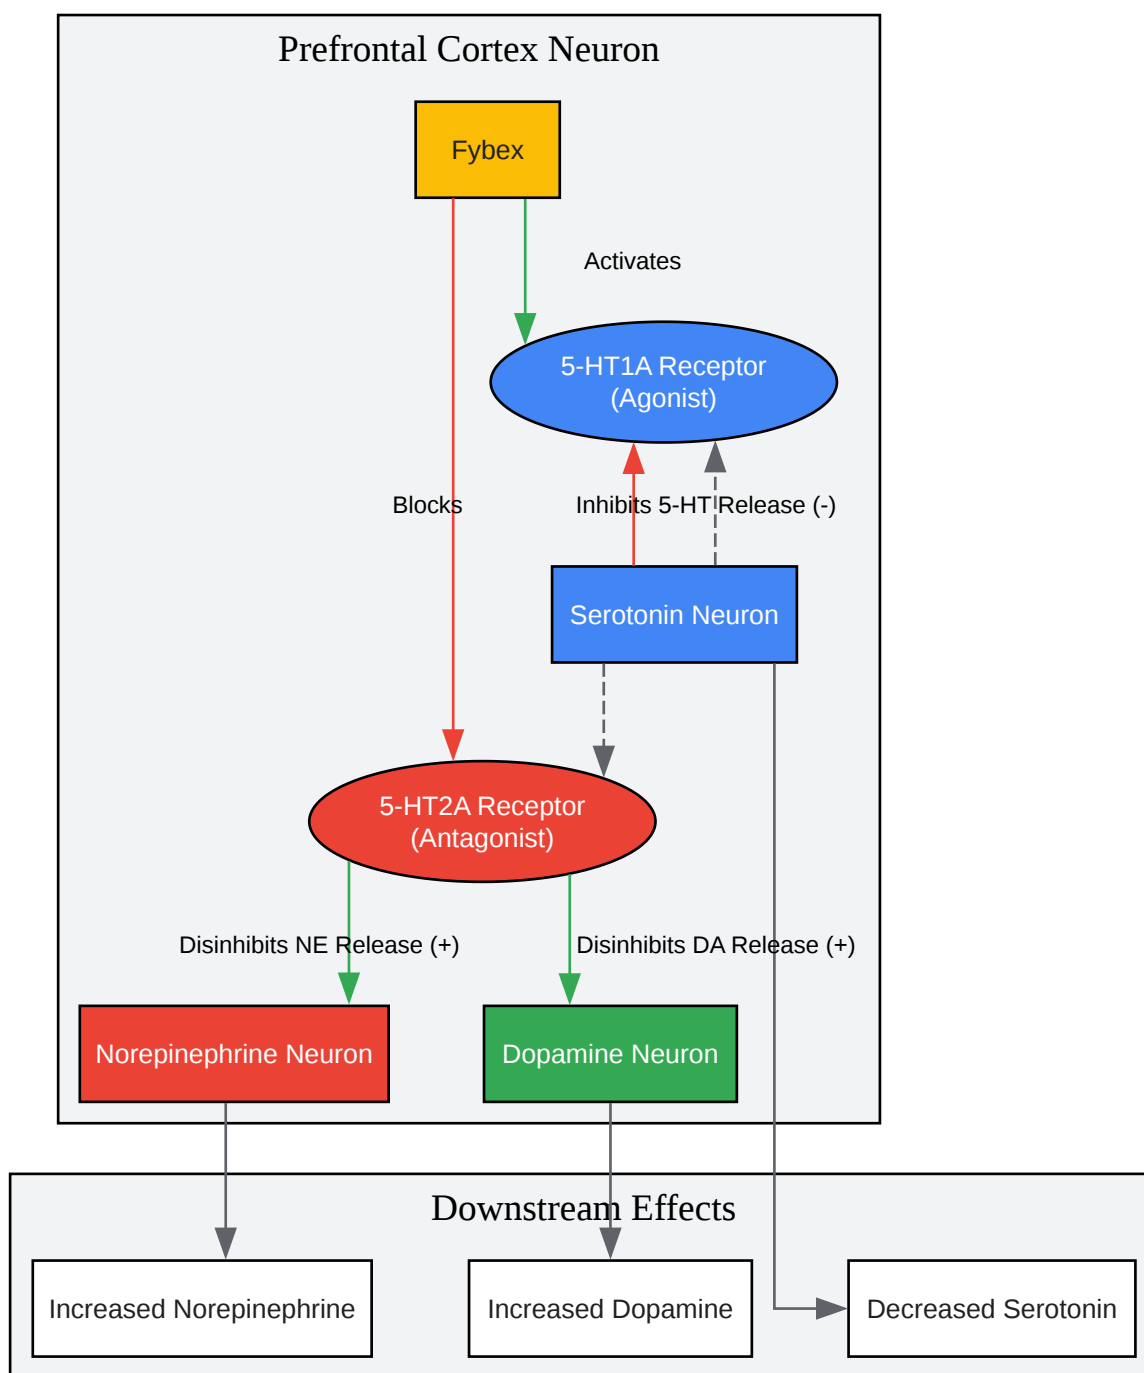 Prefrontal Cortex Neuron
Fybex
Activates
5-HT1A Receptor
(Agonist)
Blocks
Inhibits 5-HT Release (-)
Serotonin Neuron
5-HT2A Receptor
(Antagonist)
Disinhibits NE Release (+)
Disinhibits DA Release (+)
Norepinephrine Neuron
Dopamine Neuron
Downstream Effects
Increased Norepinephrine
Increased Dopamine
Decreased Serotonin